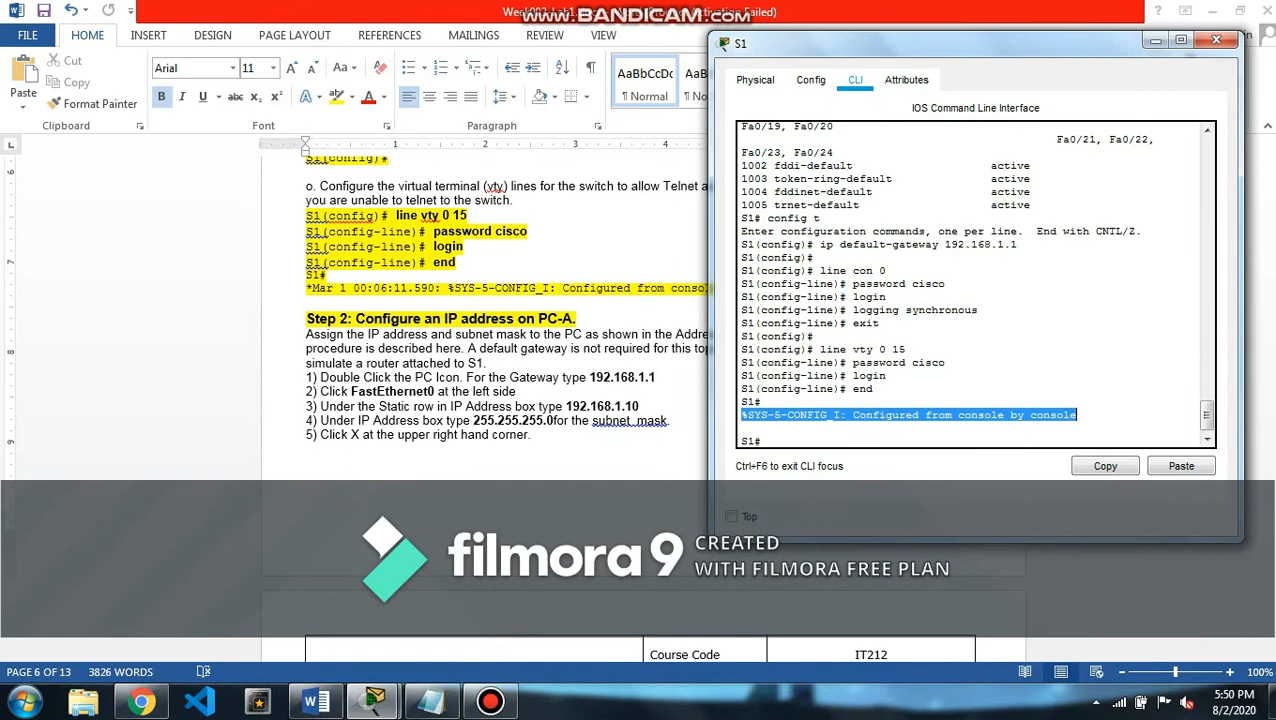 Week003_Lab1
Activation Failed)
www.BANDICAM.com
FILE HOME INSERT DESIGN PAGE LAYOUT REFERENCES MAILINGS REVIEW VIEW
Cut
Copy
Format Painter
Paste
Arial 11
Aa
B I U abc x₂ x² A A
Clipboard Font Paragraph
AaBbCcDc
¶ Normal
S1(config)#
o. Configure the virtual terminal (vty) lines for the switch to allow Telnet a
you are unable to telnet to the switch.
S1(config)# line vty 0 15
S1(config-line)# password cisco
S1(config-line)# login
S1(config-line)# end
S1#
*Mar 1 00:06:11.590: %SYS-5-CONFIG_I: Configured from conso
Step 2: Configure an IP address on PC-A.
Assign the IP address and subnet mask to the PC as shown in the Addre
procedure is described here. A default gateway is not required for this top
simulate a router attached to S1.
1) Double Click the PC Icon. For the Gateway type 192.168.1.1
2) Click FastEthernet0 at the left side
3) Under the Static row in IP Address box type 192.168.1.10
4) Under IP Address box type 255.255.255.0for the subnet mask.
5) Click X at the upper right hand corner.
S1
Physical Config CLI Attributes
IOS Command Line Interface
Fa0/19, Fa0/20
Fa0/21, Fa0/22,
Fa0/23, Fa0/24
1002 fddi-default active
1003 token-ring-default active
1004 fddinet-default active
1005 trnet-default active
S1# config t
Enter configuration commands, one per line. End with CNTL/Z.
S1(config)# ip default-gateway 192.168.1.1
S1(config)#
S1(config)# line con 0
S1(config-line)# password cisco
S1(config-line)# login
S1(config-line)# logging synchronous
S1(config-line)# exit
S1(config)#
S1(config)# line vty 0 15
S1(config-line)# password cisco
S1(config-line)# login
S1(config-line)# end
S1#
%SYS-5-CONFIG_I: Configured from console by console
S1#
Ctrl+F6 to exit CLI focus
Copy Paste
Top
filmora 9 CREATED
WITH FILMORA FREE PLAN
Course Code IT212
PAGE 6 OF 13 3826 WORDS
100%
5:50 PM
8/2/2020